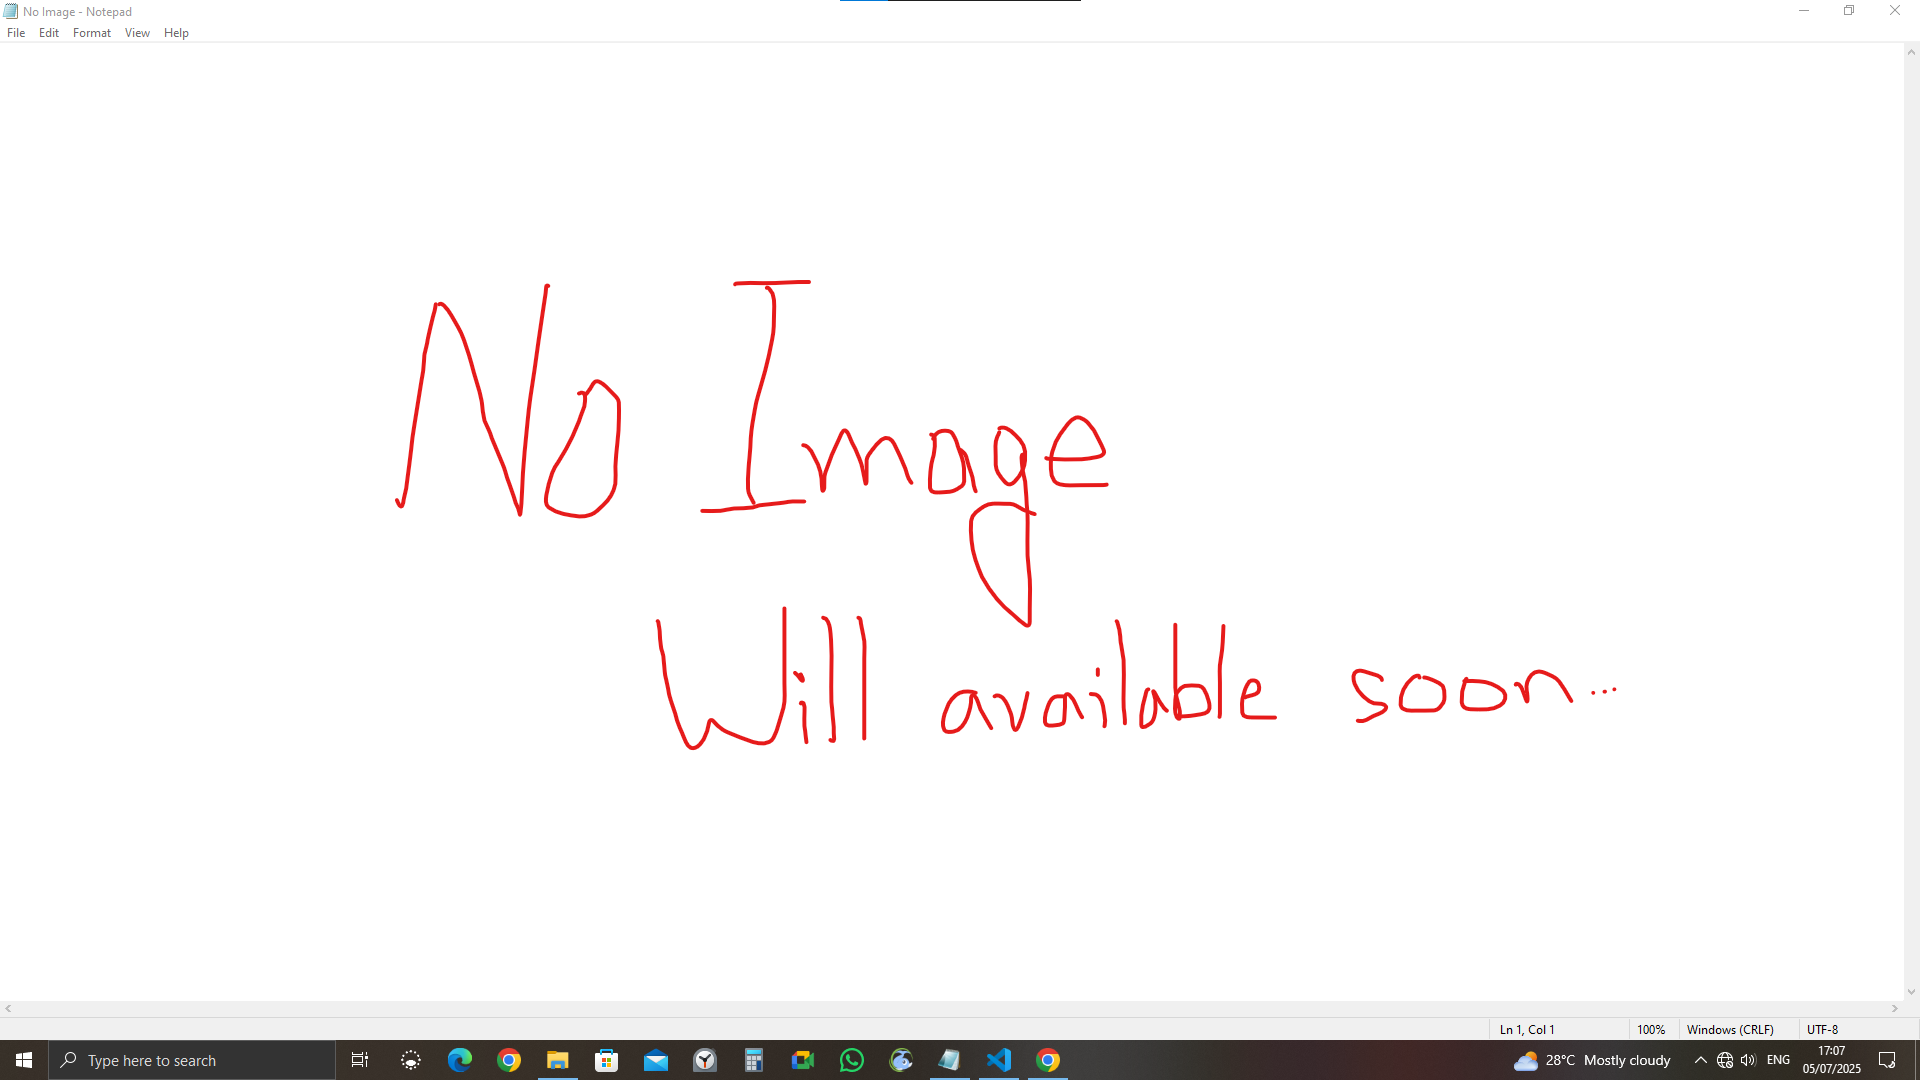 No Image - Notepad
File Edit Format View Help
No Image
Will available soon...
Ln 1, Col 1 100% Windows (CRLF) UTF-8
Type here to search 28°C Mostly cloudy ENG 17:07
05/07/2025